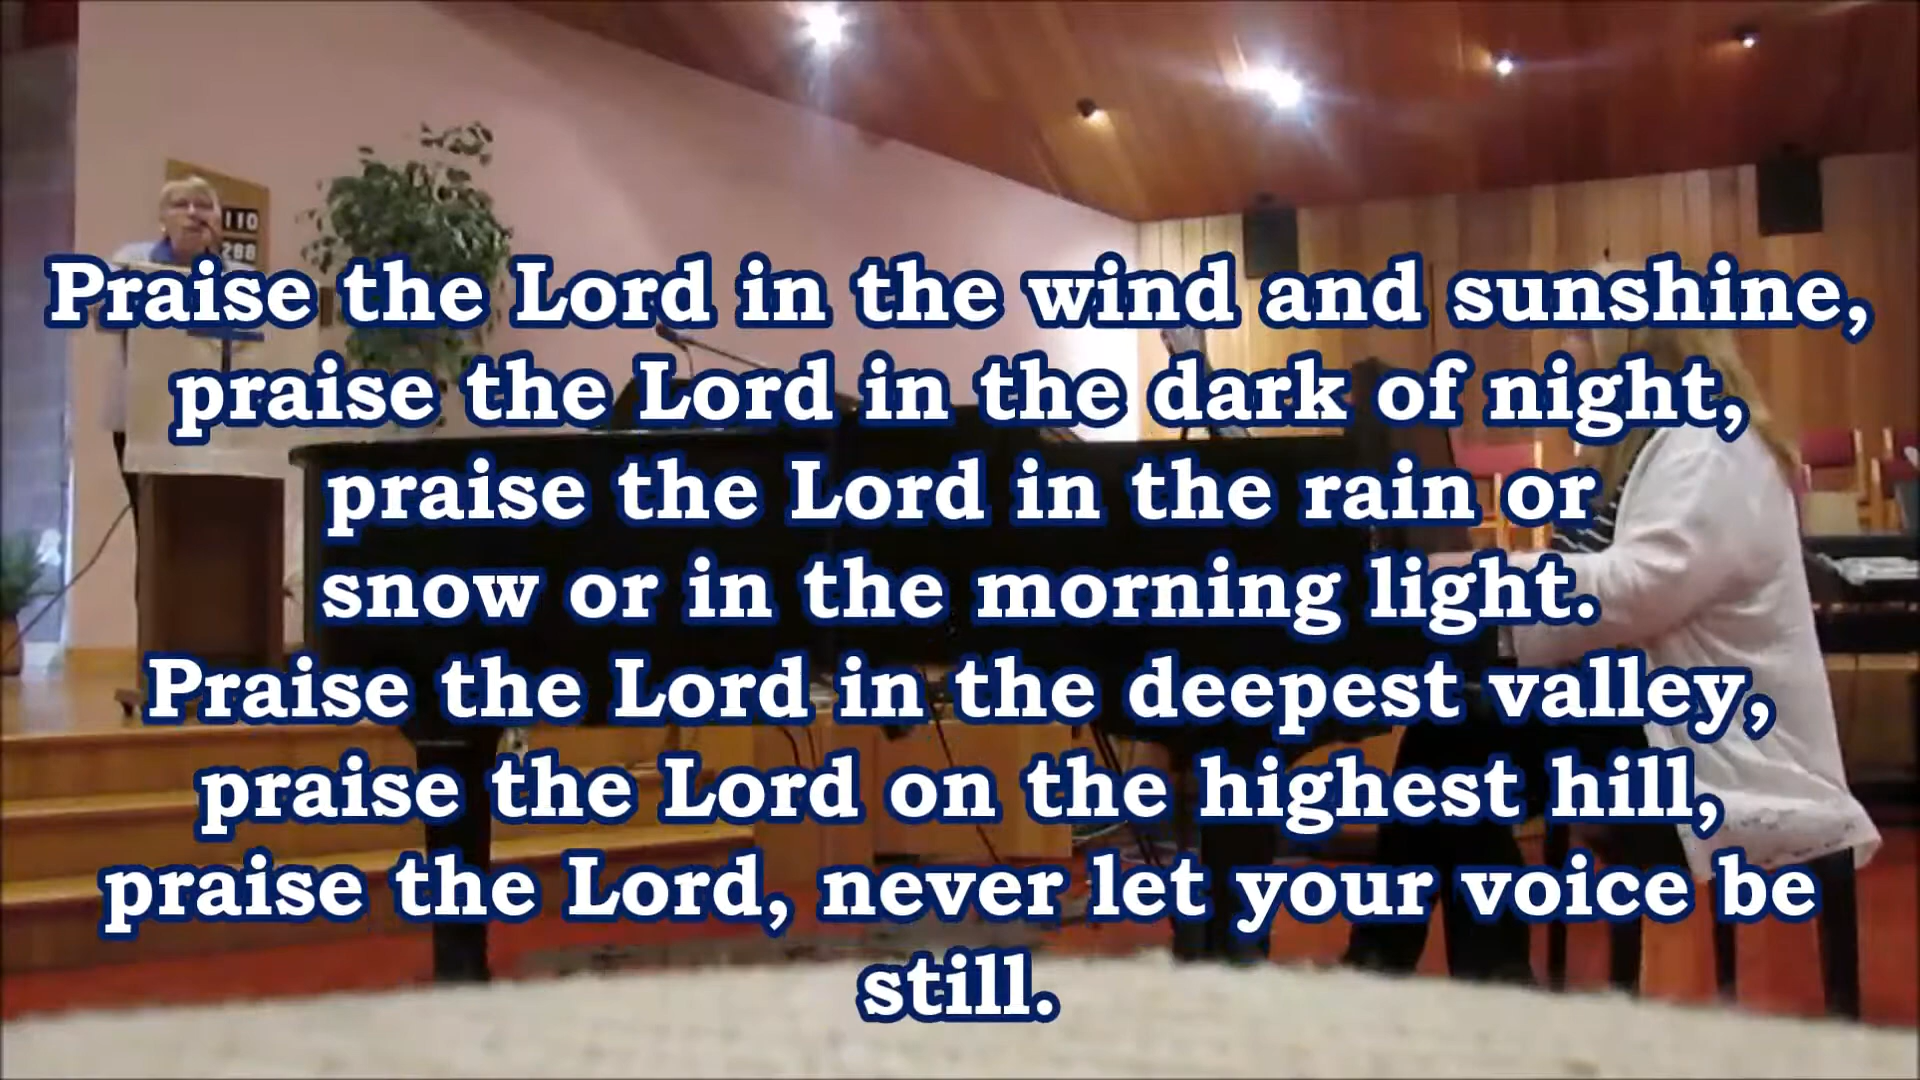 110
288
Praise the Lord in the wind and sunshine,
praise the Lord in the dark of night,
praise the Lord in the rain or
snow or in the morning light.
Praise the Lord in the deepest valley,
praise the Lord on the highest hill,
praise the Lord, never let your voice be
still.